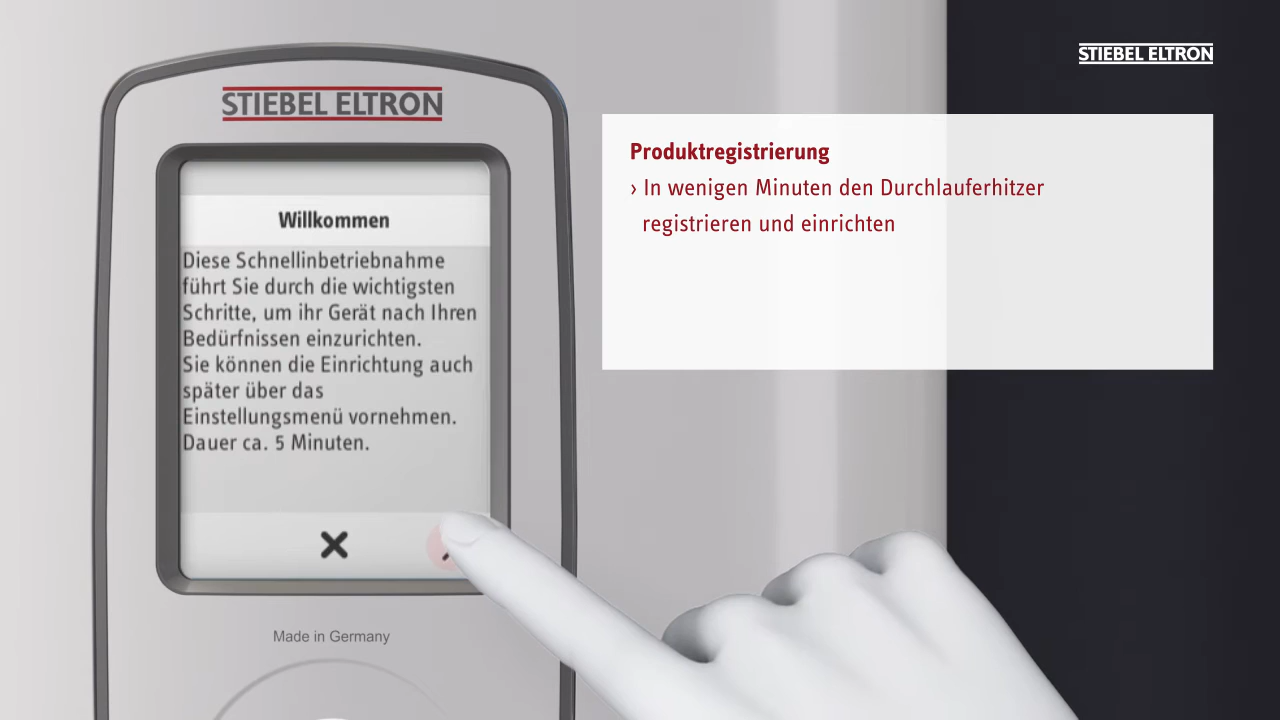 STIEBEL ELTRON
STIEBEL ELTRON
Produktregistrierung
› In wenigen Minuten den Durchlauferhitzer
registrieren und einrichten
Willkommen
Diese Schnellinbetriebnahme
führt Sie durch die wichtigsten
Schritte, um ihr Gerät nach Ihren
Bedürfnissen einzurichten.
Sie können die Einrichtung auch
später über das
Einstellungsmenü vornehmen.
Dauer ca. 5 Minuten.
Made in Germany